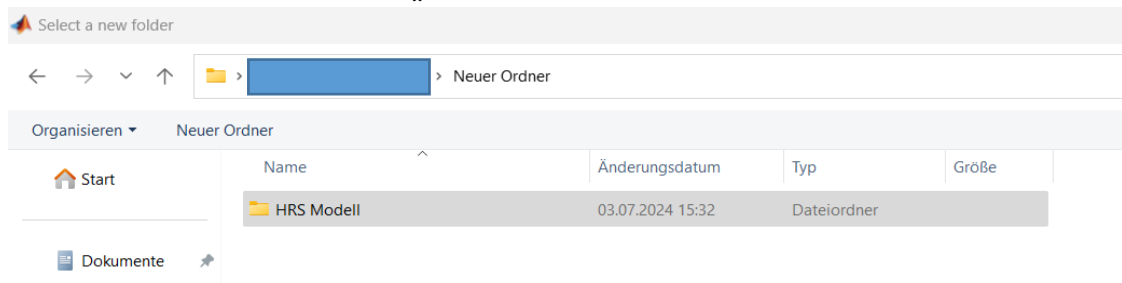 „
Select a new folder
> > Neuer Ordner
Organisieren Neuer Ordner
Name Änderungsdatum Typ Größe
Start
HRS Modell 03.07.2024 15:32 Dateiordner
Dokumente